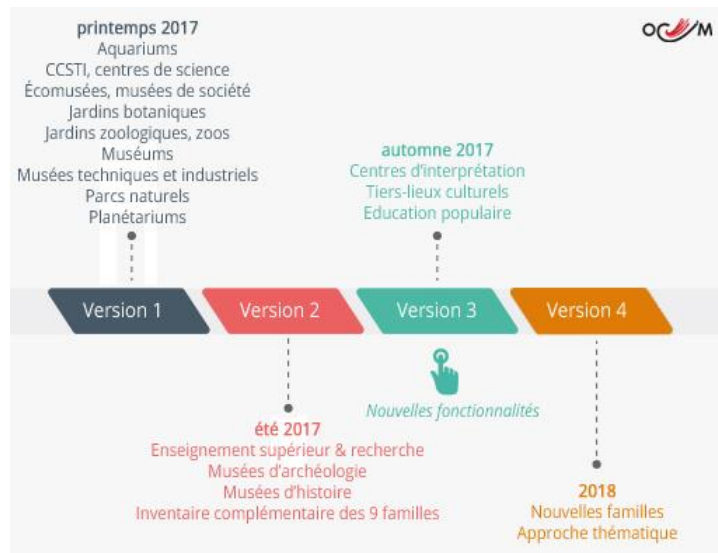 OCIM
printemps 2017
Aquariums
CCSTI, centres de science
Écomusées, musées de société
Jardins botaniques
Jardins zoologiques, zoos
Muséums
Musées techniques et industriels
Parcs naturels
Planétariums
automne 2017
Centres d'interprétation
Tiers-lieux culturels
Education populaire
Version 1
Version 2
Version 3
Version 4
Nouvelles fonctionnalités
été 2017
Enseignement supérieur & recherche
Musées d'archéologie
Musées d'histoire
Inventaire complémentaire des 9 familles
2018
Nouvelles familles
Approche thématique